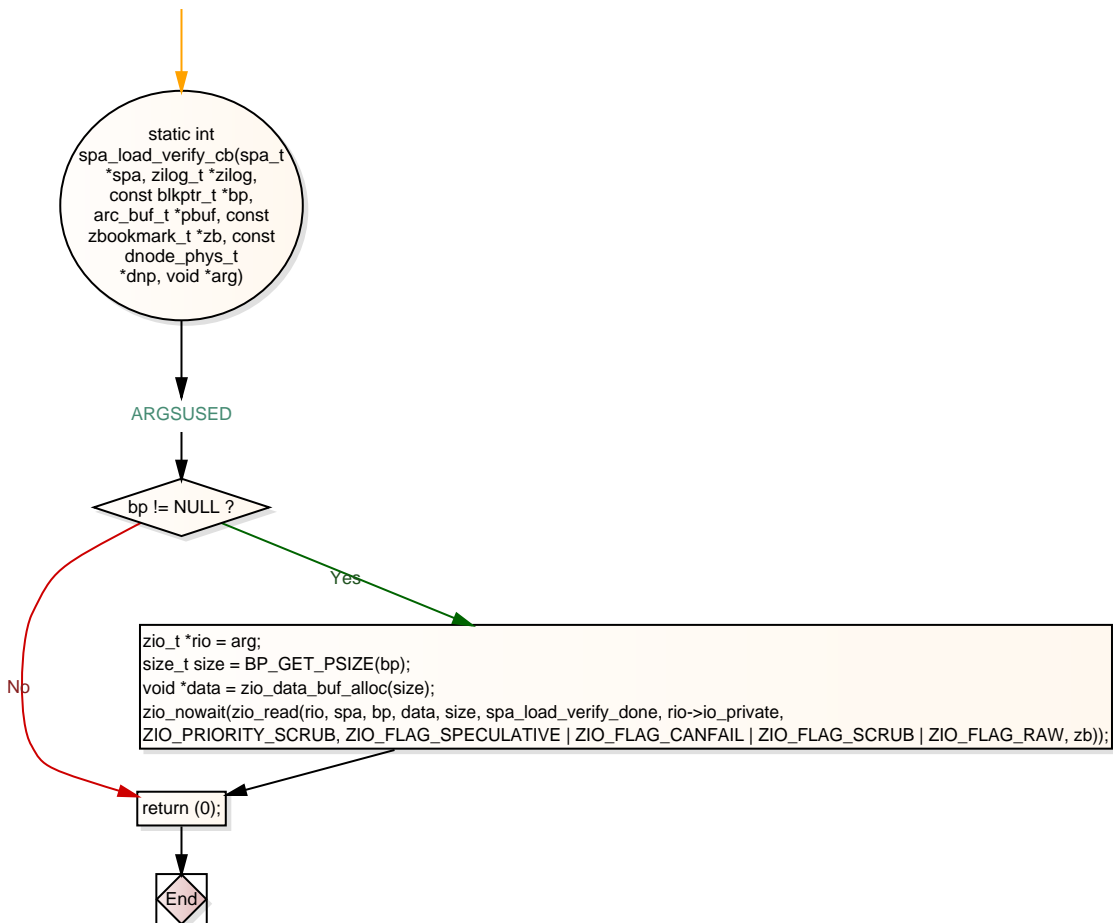 static int
spa_load_verify_cb(spa_t
*spa, zilog_t *zilog,
const blkptr_t *bp,
arc_buf_t *pbuf, const
zbookmark_t *zb, const
dnode_phys_t
*dnp, void *arg)
ARGSUSED
bp != NULL ?
Yes
zio_t *rio = arg;
size_t size = BP_GET_PSIZE(bp);
void *data = zio_data_buf_alloc(size);
zio_nowait(zio_read(rio, spa, bp, data, size, spa_load_verify_done, rio->io_private,
ZIO_PRIORITY_SCRUB, ZIO_FLAG_SPECULATIVE | ZIO_FLAG_CANFAIL | ZIO_FLAG_SCRUB | ZIO_FLAG_RAW, zb));
No
return (0);
End